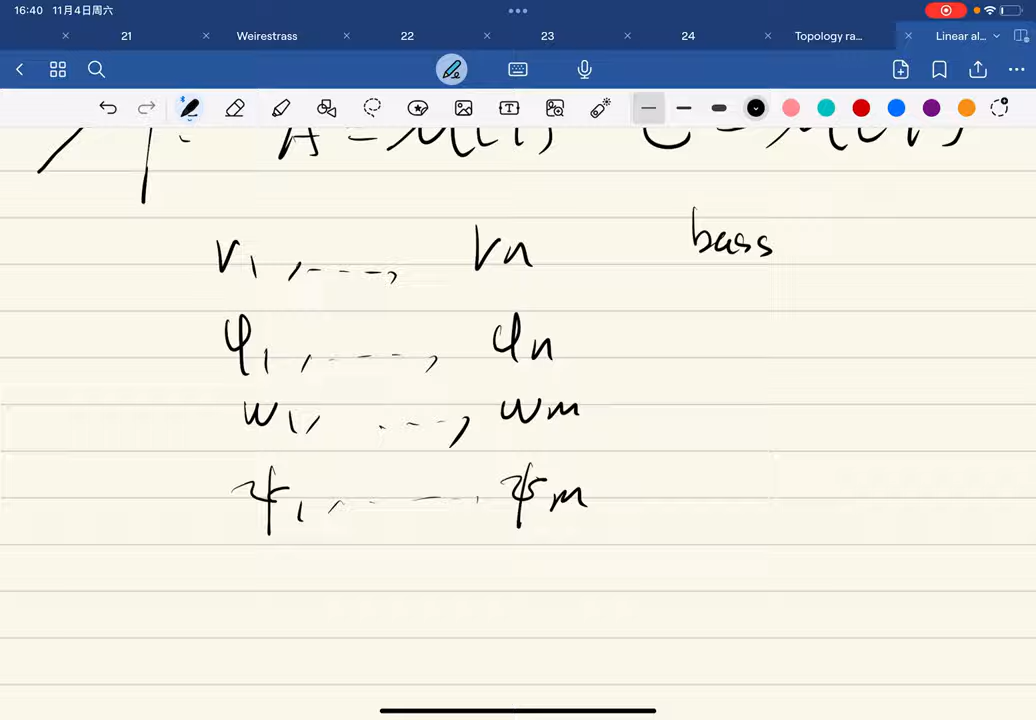 16:40 11月4日周六
21 Weirestrass 22 23 24 Topology ra... Linear al...
A = M(T) C = M(T')
v1, ...., vn bass
φ1, ...., φn
w1, ...., wm
ψ1, ...., ψm